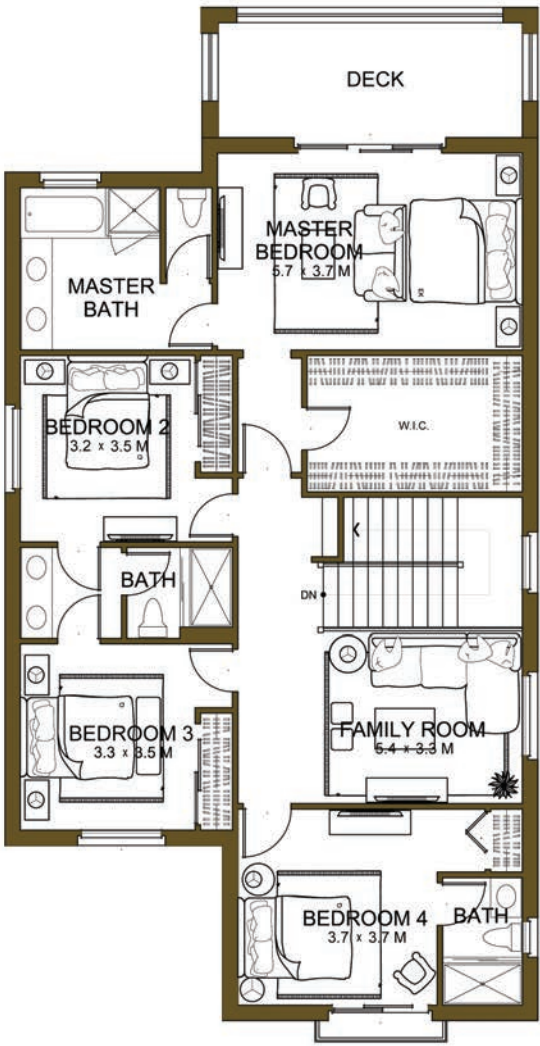 DECK
MASTER
BEDROOM
5.7 x 3.7 M
MASTER
BATH
BEDROOM 2
3.2 x 3.5 M
W.I.C.
BATH
DN
BEDROOM 3
3.3 x 3.5 M
FAMILY ROOM
5.4 x 3.3 M
BEDROOM 4
3.7 x 3.7 M
BATH